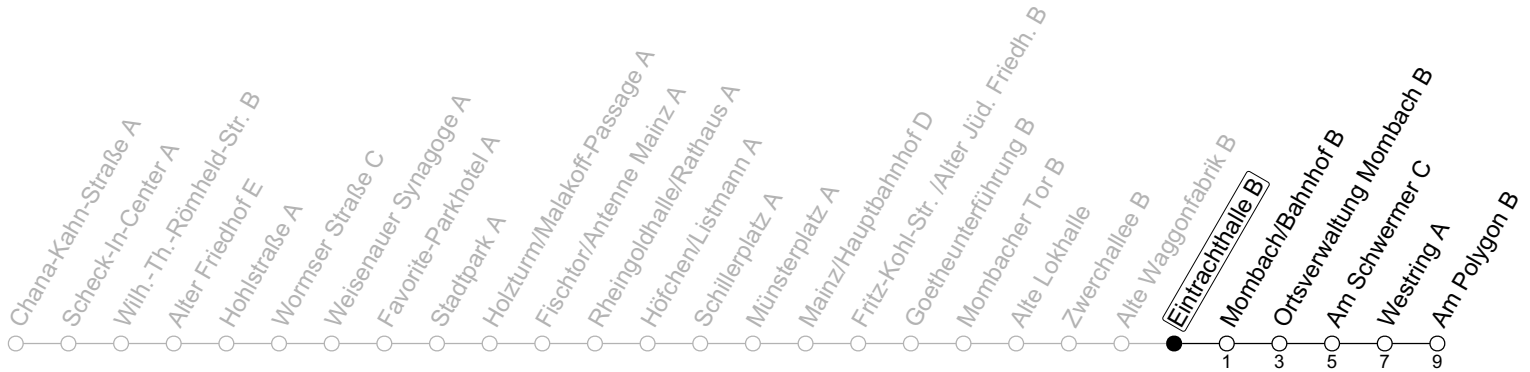 Chana-Kahn-Straße A
Scheck-In-Center A
Wilh.-Th.-Römheld-Str. B
Alter Friedhof E
Hohlstraße A
Wormser Straße C
Weisenauer Synagoge A
Favorite-Parkhotel A
Stadtpark A
Holzturm/Malakoff-Passage A
Fischtor/Antenne Mainz A
Rheingoldhalle/Rathaus A
Höfchen/Listmann A
Schillerplatz A
Münsterplatz A
Mainz/Hauptbahnhof D
Fritz-Kohl-Str. /Alter Jüd. Friedh. B
Goetheunterführung B
Mombacher Tor B
Alte Lokhalle
Zwerchallee B
Alte Waggonfabrik B
Eintrachthalle B
Mombach/Bahnhof B
Ortsverwaltung Mombach B
Am Schwermer C
Westring A
Am Polygon B
1 3 5 7 9